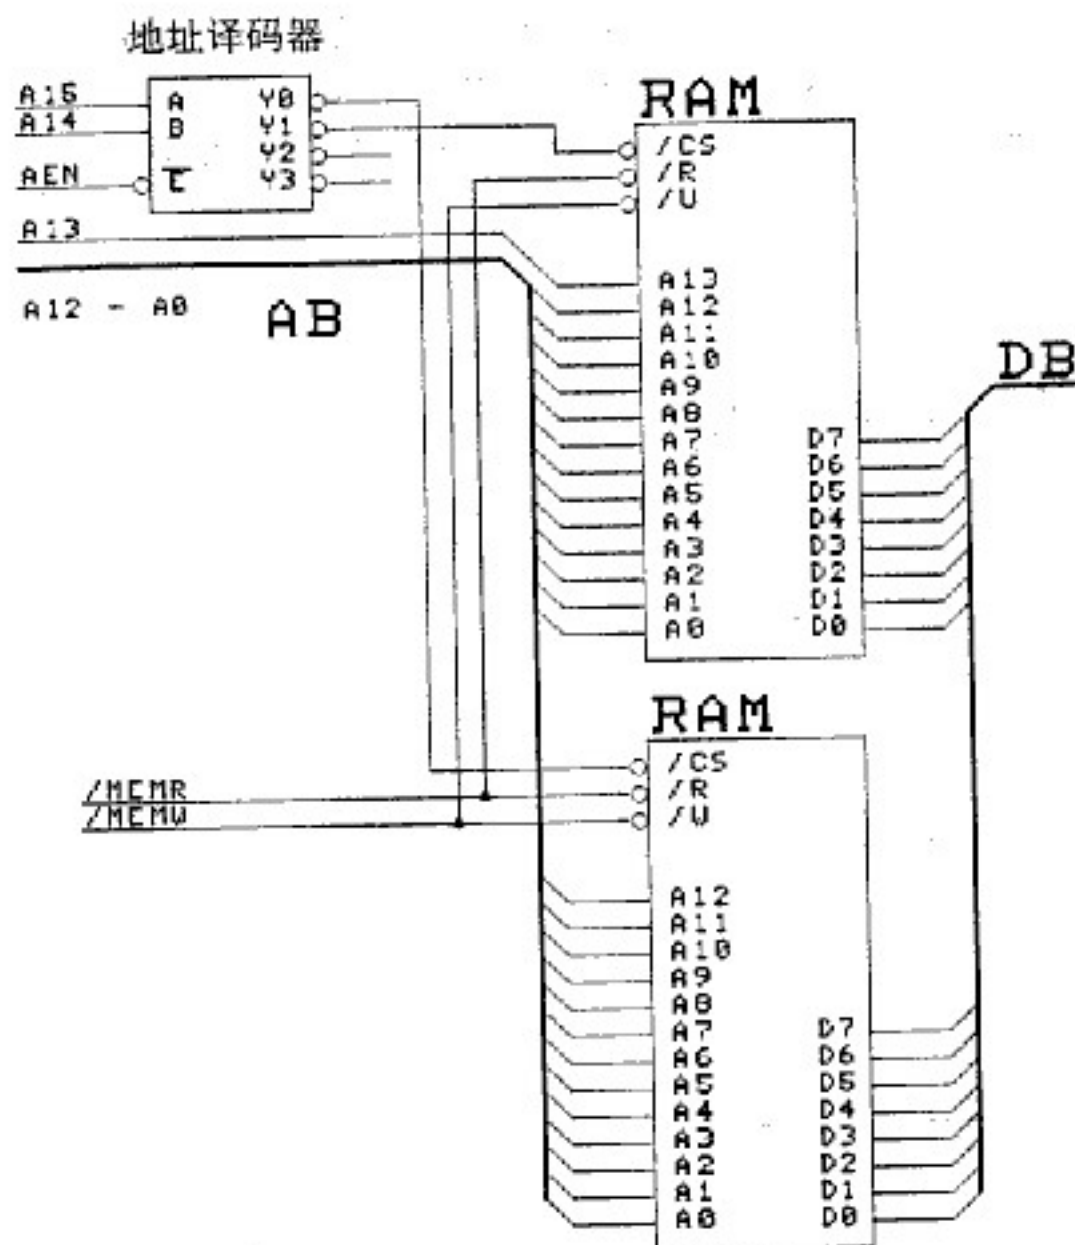 地址译码器
A15
A14
AEN
A13
A12 - A0
AB
A
B
E
Y0
Y1
Y2
Y3
RAM
/CS
/R
/W
A13
A12
A11
A10
A9
A8
A7
A6
A5
A4
A3
A2
A1
A0
D7
D6
D5
D4
D3
D2
D1
D0
DB
/MEMR
/MEMW
RAM
/CS
/R
/W
A12
A11
A10
A9
A8
A7
A6
A5
A4
A3
A2
A1
A0
D7
D6
D5
D4
D3
D2
D1
D0